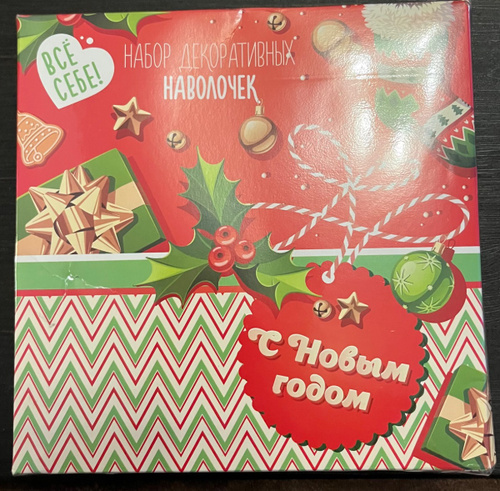 ВСЁ
СЕБЕ!
НАБОР ДЕКОРАТИВНЫХ
НАВОЛОЧЕК
С Новым
годом